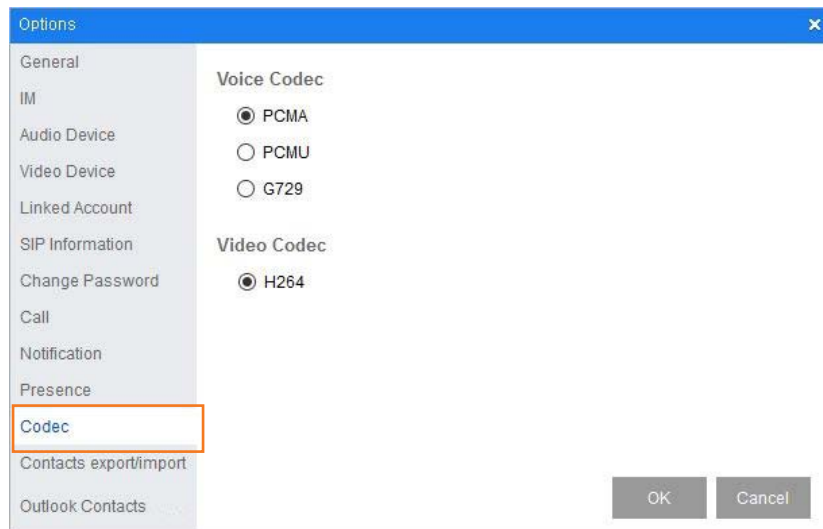 Options
General
IM
Audio Device
Video Device
Linked Account
SIP Information
Change Password
Call
Notification
Presence
Codec
Contacts export/import
Outlook Contacts
Voice Codec
PCMA
PCMU
G729
Video Codec
H264
OK
Cancel